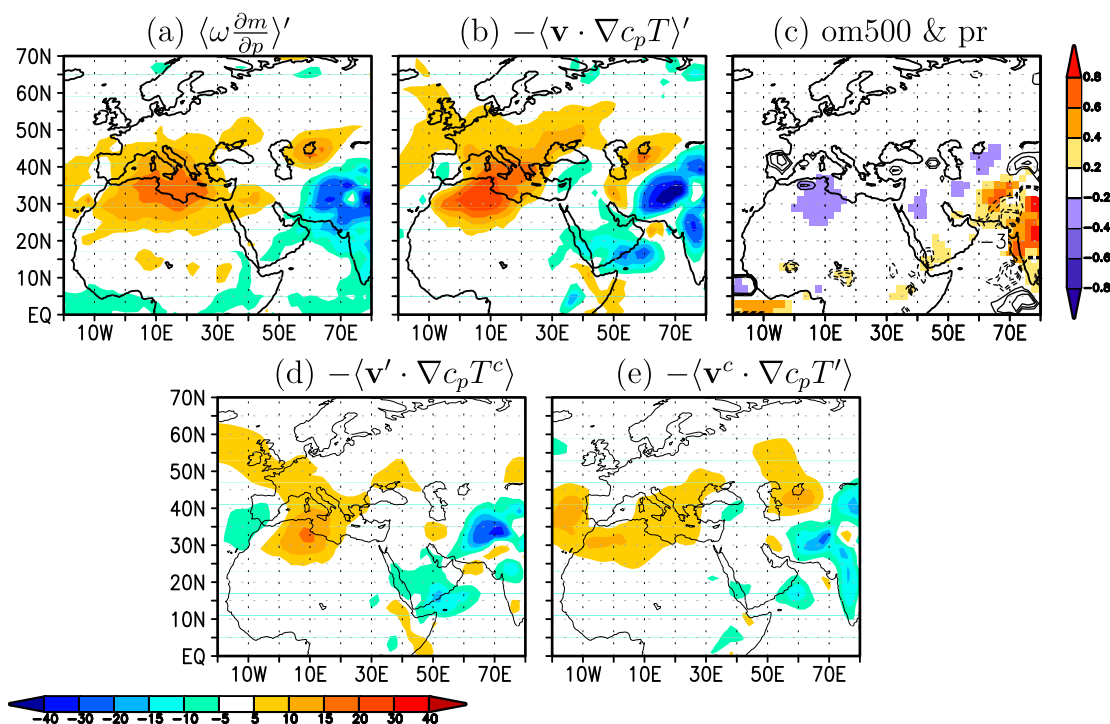 (a) ⟨ω ∂m/∂p⟩′ (b) −⟨v · ∇c_pT⟩′ (c) om500 & pr
70N
60N
50N
40N
30N
20N
10N
EQ
10W 10E 30E 50E 70E
10W 10E 30E 50E 70E
10W 10E 30E 50E 70E
−3
0.8
0.6
0.4
0.2
−0.2
−0.4
−0.6
−0.8
(d) −⟨v′ · ∇c_pT^c⟩ (e) −⟨v^c · ∇c_pT′⟩
70N
60N
50N
40N
30N
20N
10N
EQ
10W 10E 30E 50E 70E
10W 10E 30E 50E 70E
−40 −30 −20 −15 −10 −5 5 10 15 20 30 40